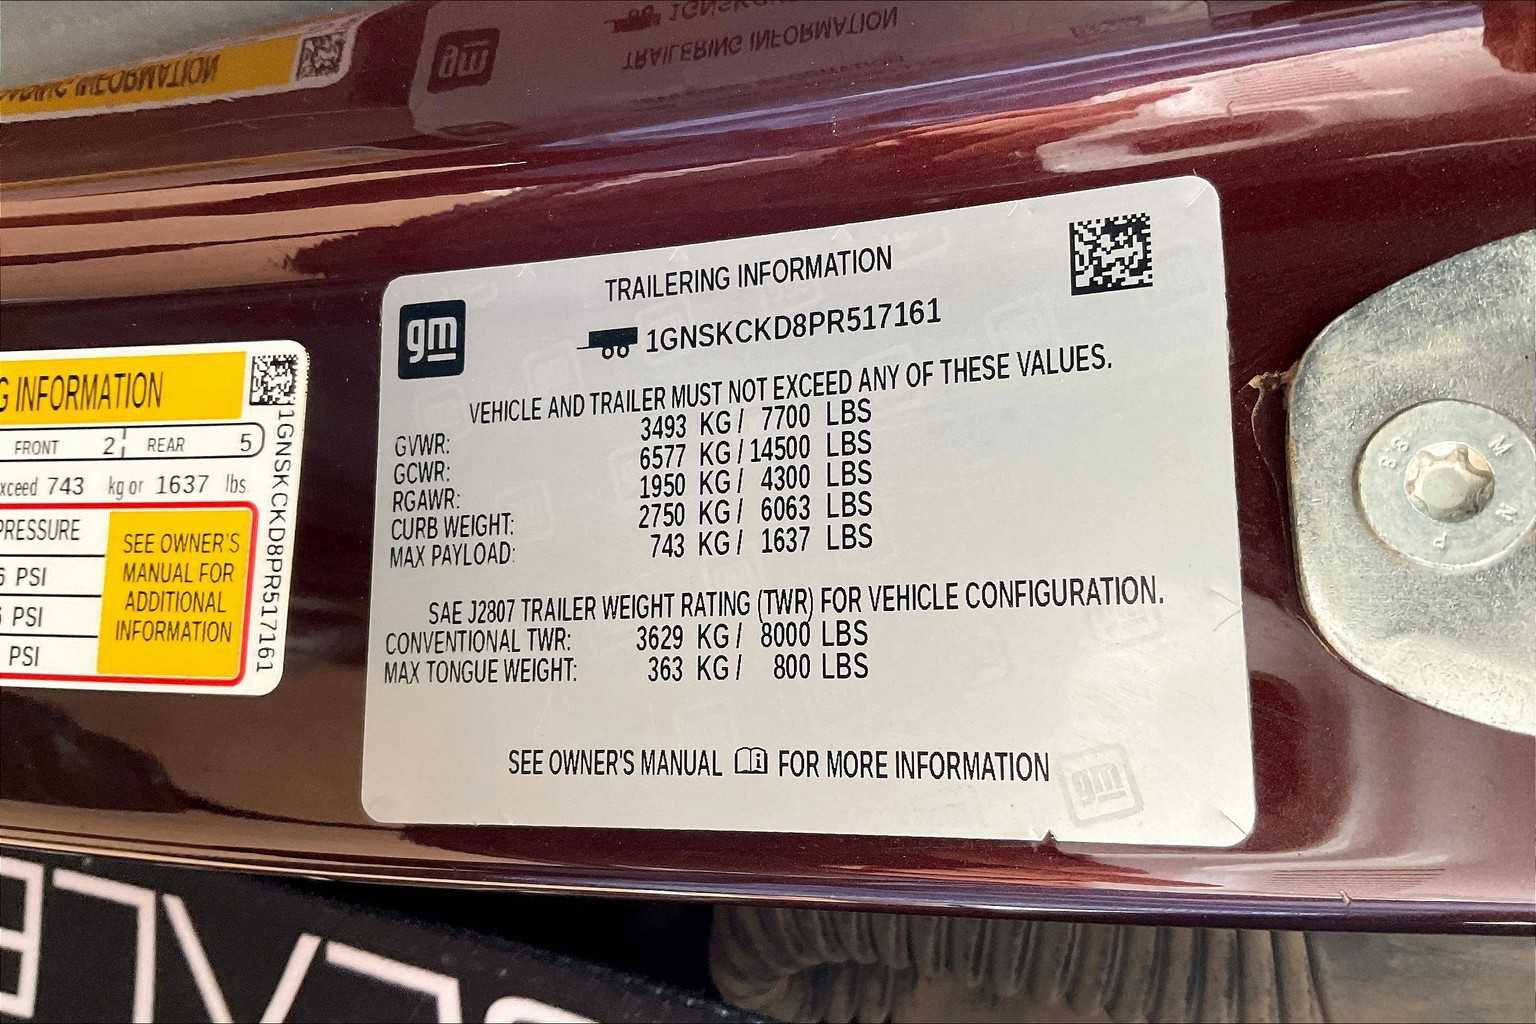 TRAILERING INFORMATION
gm
1GNSKCKD8PR517161
VEHICLE AND TRAILER MUST NOT EXCEED ANY OF THESE VALUES.
GVWR: 3493 KG/ 7700 LBS
GCWR: 6577 KG/14500 LBS
RGAWR: 1950 KG/ 4300 LBS
CURB WEIGHT: 2750 KG/ 6063 LBS
MAX PAYLOAD: 743 KG/ 1637 LBS
SAE J2807 TRAILER WEIGHT RATING (TWR) FOR VEHICLE CONFIGURATION.
CONVENTIONAL TWR: 3629 KG/ 8000 LBS
MAX TONGUE WEIGHT: 363 KG/ 800 LBS
SEE OWNER'S MANUAL FOR MORE INFORMATION
gm
G INFORMATION
FRONT 2 REAR 5
xceed 743 kg or 1637 lbs.
PRESSURE
6 PSI
PSI
PSI
SEE OWNER'S
MANUAL FOR
ADDITIONAL
INFORMATION
1GNSKCKD8PR517161
TRAILERING INFORMATION
gm